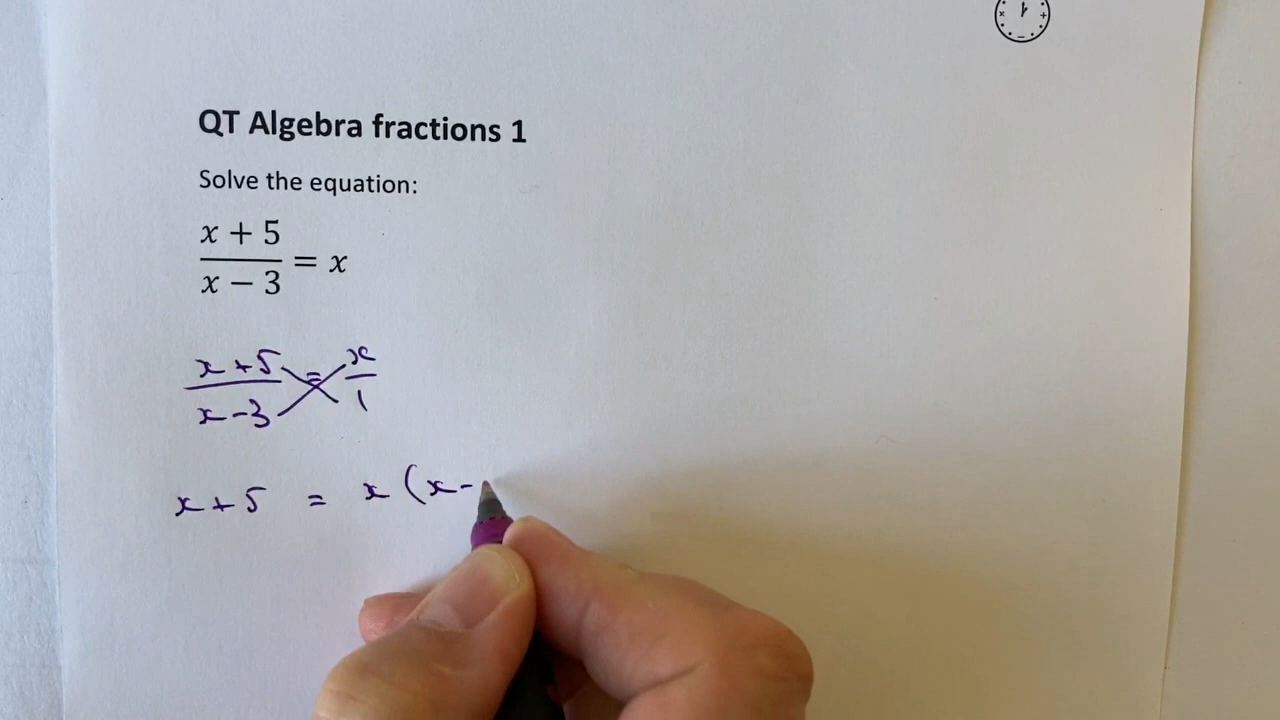 QT Algebra fractions 1
Solve the equation:
x + 5
x − 3
= x
x + 5
x - 3
=
x
1
x + 5 = x (x -